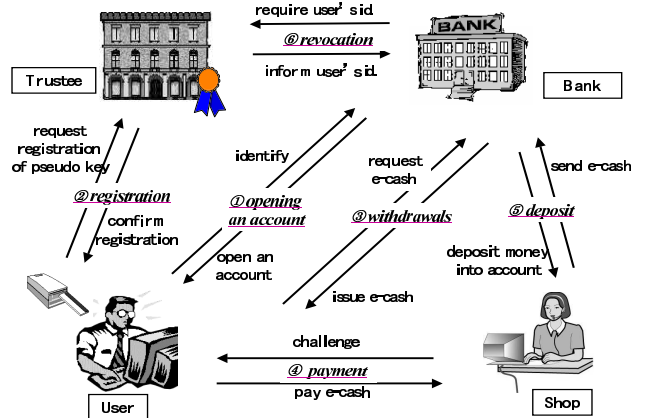 require user's id
⑥ revocation
inform user's id.
BANK
Trustee
Bank
request
registration
of pseudo key
② registration
confirm
registration
identify
① opening
an account
open an
account
request
e-cash
③ withdrawals
issue e-cash
send e-cash
⑤ deposit
deposit money
into account
challenge
④ payment
pay e-cash
User
Shop